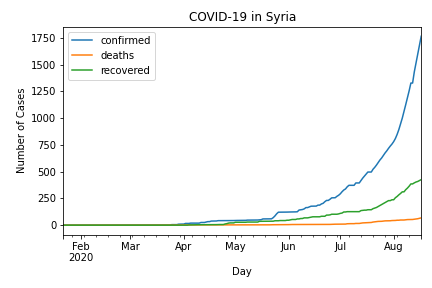 COVID-19 in Syria
confirmed
deaths
recovered
1750
1500
1250
1000
750
500
250
0
Number of Cases
Feb Mar Apr May Jun Jul Aug
2020
Day